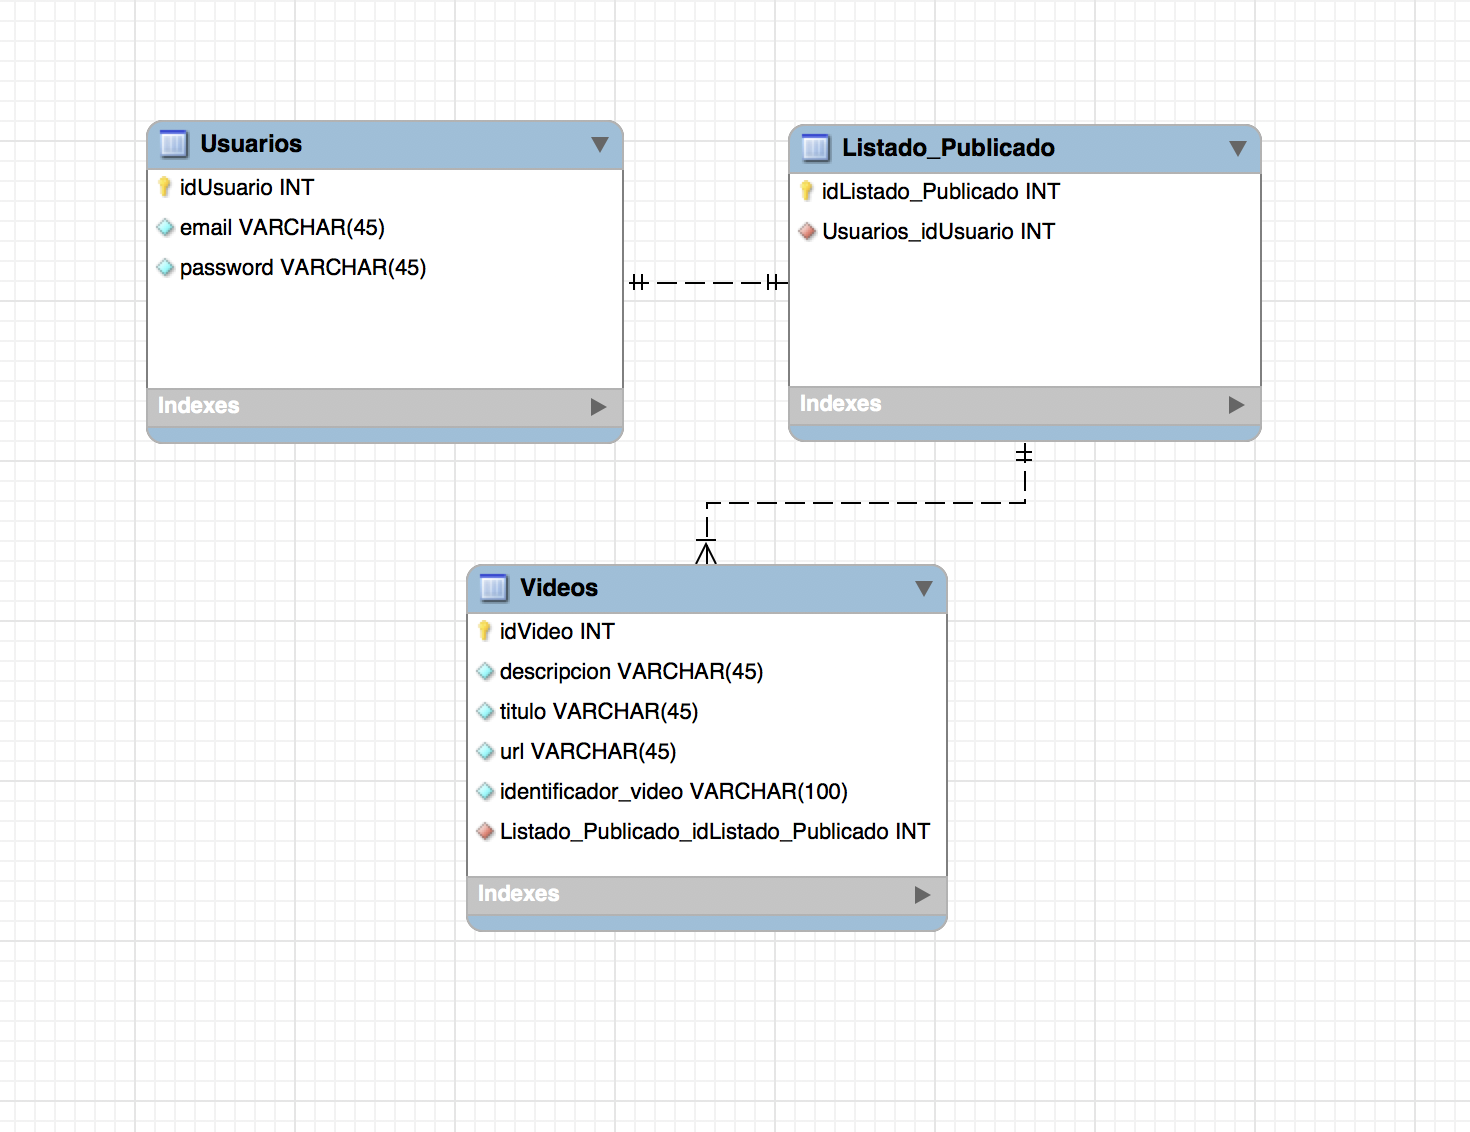 Usuarios
idUsuario INT
email VARCHAR(45)
password VARCHAR(45)
Indexes
Listado_Publicado
idListado_Publicado INT
Usuarios_idUsuario INT
Indexes
Videos
idVideo INT
descripcion VARCHAR(45)
titulo VARCHAR(45)
url VARCHAR(45)
identificador_video VARCHAR(100)
Listado_Publicado_idListado_Publicado INT
Indexes